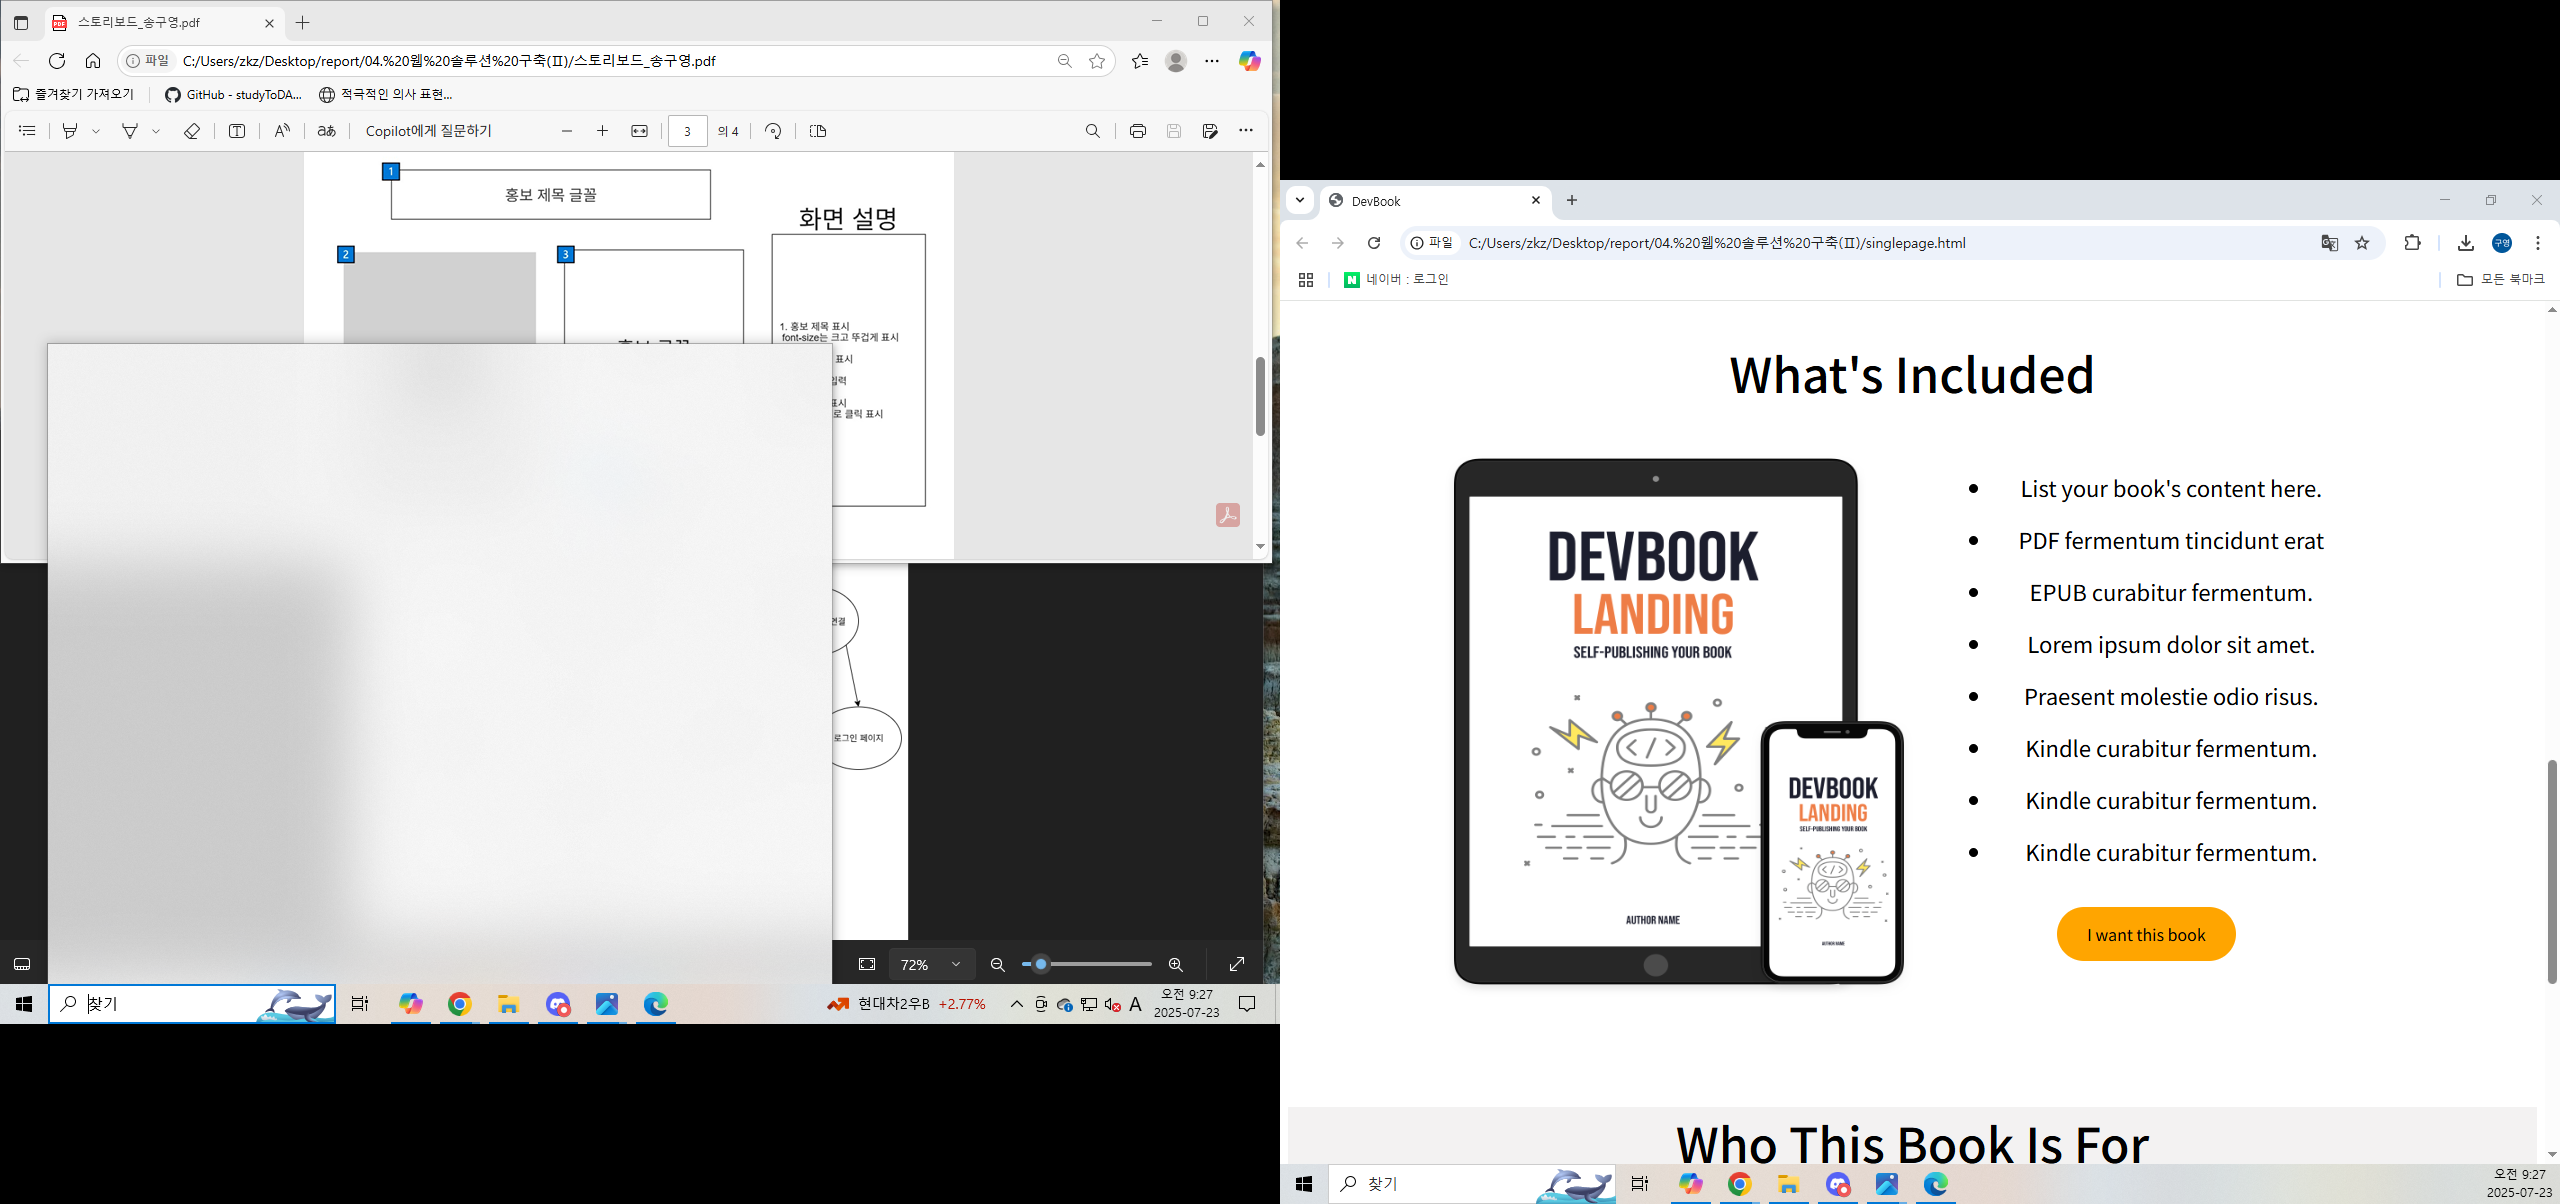 스토리보드_송구영.pdf
파일
C:/Users/zkz/Desktop/report/04.%20웹%20솔루션%20구축(Ⅱ)/스토리보드_송구영.pdf
즐겨찾기 가져오기
GitHub - studyToDA...
적극적인 의사 표현...
Copilot에게 질문하기
3
의 4
1
홍보 제목 글꼴
화면 설명
2
3
1. 홍보 제목 표시
font-size는 크고 뚜겁게 표시
표시
입력
표시
로 클릭 표시
연결
로그인 페이지
72%
찾기
현대차2우B +2.77%
A
오전 9:27
2025-07-23
DevBook
파일
C:/Users/zkz/Desktop/report/04.%20웹%20솔루션%20구축(Ⅱ)/singlepage.html
구영
네이버 : 로그인
모든 북마크
What's Included
DEVBOOK
LANDING
SELF-PUBLISHING YOUR BOOK
AUTHOR NAME
DEVBOOK
LANDING
SELF-PUBLISHING YOUR BOOK
AUTHOR NAME
List your book's content here.
PDF fermentum tincidunt erat
EPUB curabitur fermentum.
Lorem ipsum dolor sit amet.
Praesent molestie odio risus.
Kindle curabitur fermentum.
Kindle curabitur fermentum.
Kindle curabitur fermentum.
I want this book
Who This Book Is For
찾기
오전 9:27
2025-07-23